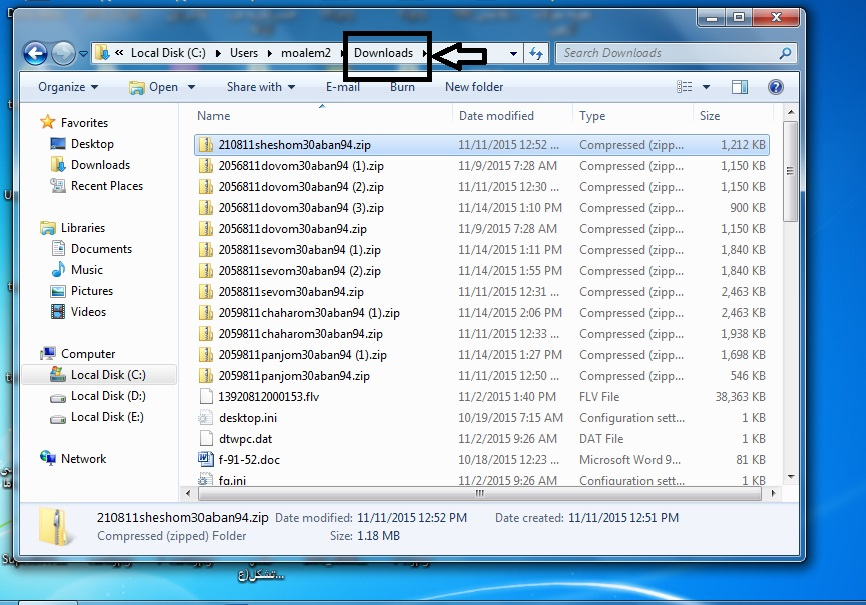 « Local Disk (C:) ▸ Users ▸ moalem2 ▸ Downloads ▸
Search Downloads
Organize Open Share with E-mail Burn New folder
Name Date modified Type Size
210811sheshom30aban94.zip 11/11/2015 12:52 ... Compressed (zipp... 1,212 KB
2056811dovom30aban94 (1).zip 11/9/2015 7:28 AM Compressed (zipp... 1,150 KB
2056811dovom30aban94 (2).zip 11/11/2015 12:30 ... Compressed (zipp... 1,150 KB
2056811dovom30aban94 (3).zip 11/14/2015 1:10 PM Compressed (zipp... 900 KB
2056811dovom30aban94.zip 11/9/2015 7:28 AM Compressed (zipp... 1,150 KB
2058811sevom30aban94 (1).zip 11/14/2015 1:11 PM Compressed (zipp... 1,840 KB
2058811sevom30aban94 (2).zip 11/14/2015 1:55 PM Compressed (zipp... 1,840 KB
2058811sevom30aban94.zip 11/11/2015 12:31 ... Compressed (zipp... 2,463 KB
2059811chaharom30aban94 (1).zip 11/14/2015 2:06 PM Compressed (zipp... 2,463 KB
2059811chaharom30aban94.zip 11/11/2015 12:33 ... Compressed (zipp... 1,938 KB
2059811panjom30aban94 (1).zip 11/14/2015 1:27 PM Compressed (zipp... 1,698 KB
2059811panjom30aban94.zip 11/11/2015 12:50 ... Compressed (zipp... 546 KB
13920812000153.flv 11/2/2015 1:40 PM FLV File 38,363 KB
desktop.ini 10/19/2015 7:15 AM Configuration sett... 1 KB
dtwpc.dat 11/2/2015 9:26 AM DAT File 1 KB
f-91-52.doc 10/18/2015 12:23 ... Microsoft Word 9... 81 KB
fg.ini 11/2/2015 9:26 AM Configuration sett... 1 KB
Favorites
Desktop
Downloads
Recent Places
Libraries
Documents
Music
Pictures
Videos
Computer
Local Disk (C:)
Local Disk (D:)
Local Disk (E:)
Network
210811sheshom30aban94.zip Date modified: 11/11/2015 12:52 PM Date created: 11/11/2015 12:51 PM
Compressed (zipped) Folder Size: 1.18 MB